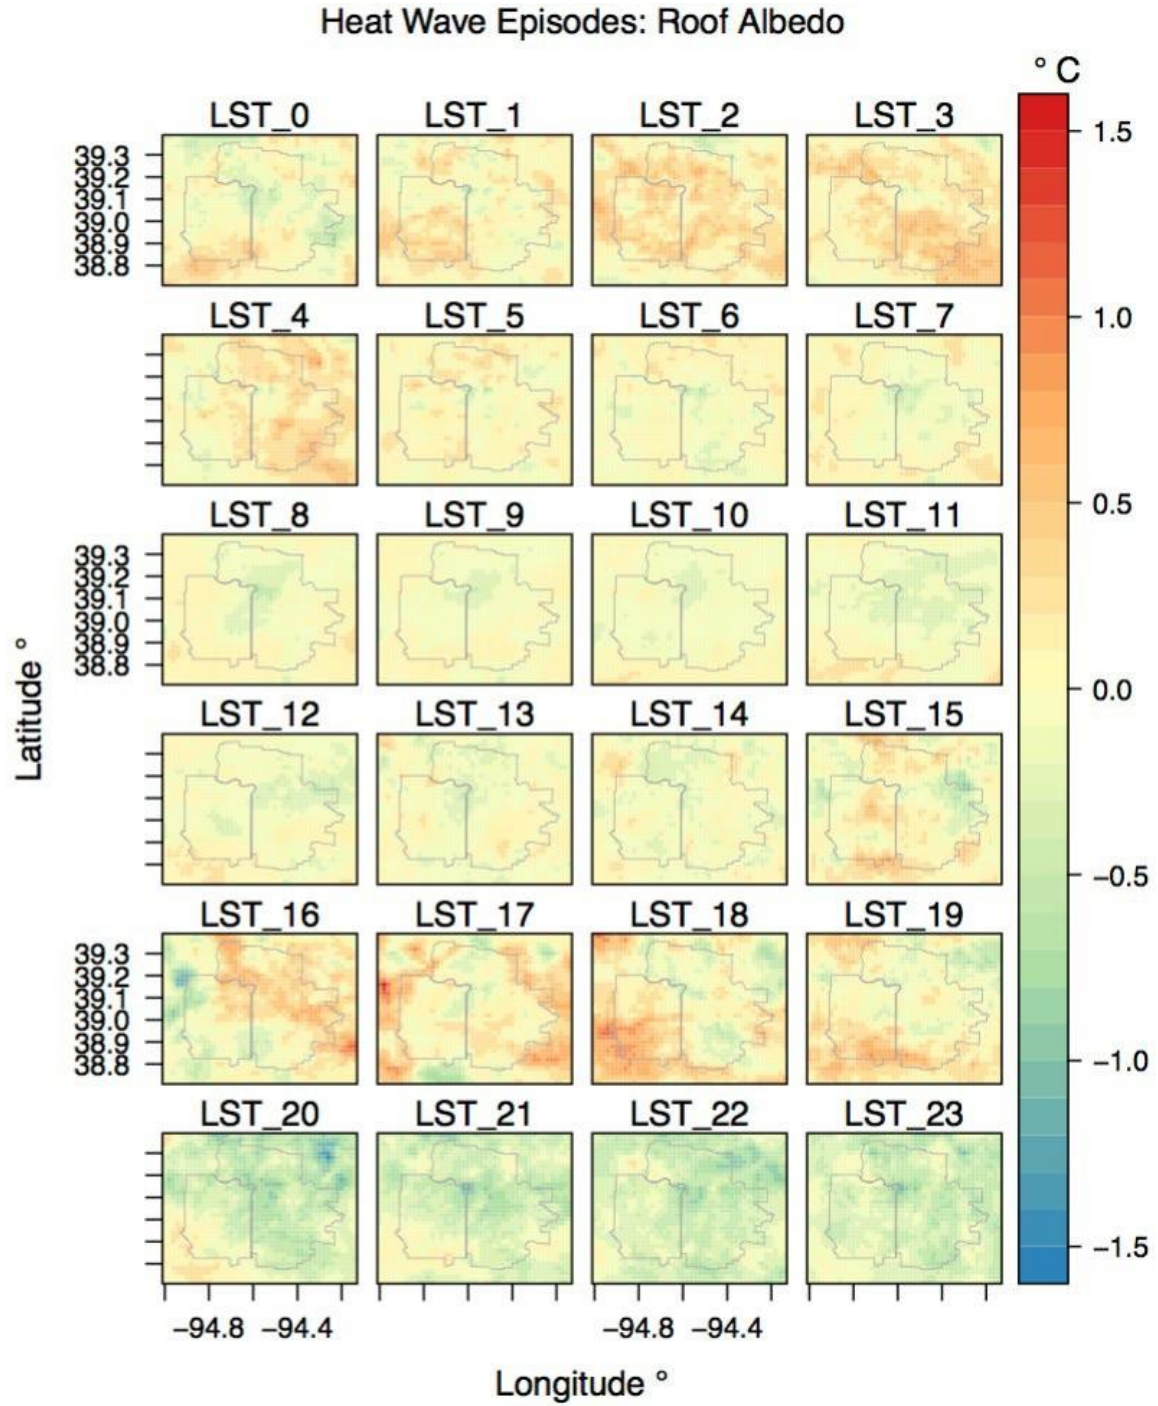 Heat Wave Episodes: Roof Albedo
° C
LST_0 LST_1 LST_2 LST_3
39.3
39.2
39.1
39.0
38.9
38.8
LST_4 LST_5 LST_6 LST_7
LST_8 LST_9 LST_10 LST_11
39.3
39.2
39.1
39.0
38.9
38.8
LST_12 LST_13 LST_14 LST_15
LST_16 LST_17 LST_18 LST_19
39.3
39.2
39.1
39.0
38.9
38.8
LST_20 LST_21 LST_22 LST_23
−94.8 −94.4 −94.8 −94.4
Longitude °
Latitude °
1.5
1.0
0.5
0.0
−0.5
−1.0
−1.5